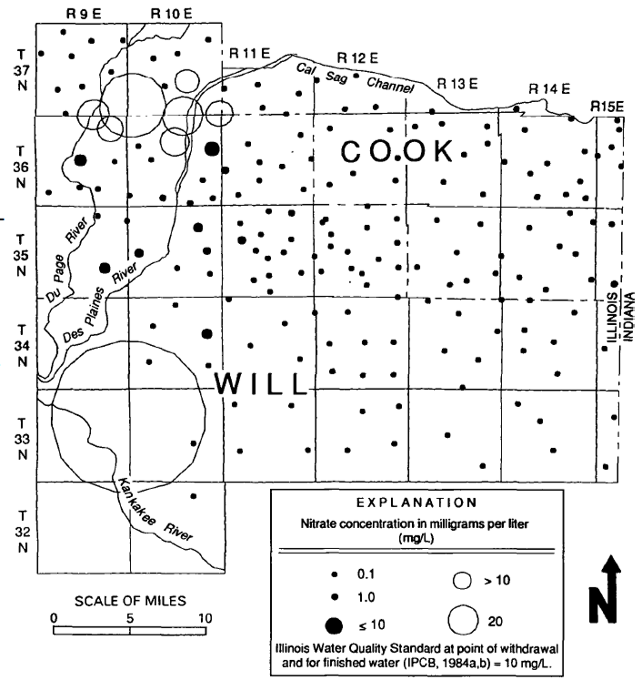 R 9 E
R 10 E
R 11 E
R 12 E
R 13 E
R 14 E
R15E
T
37
N
T
36
N
T
35
N
T
34
N
T
33
N
T
32
N
Cal Sag Channel
COOK
WILL
Du Page River
Des Plaines River
Kankakee River
ILLINOIS
INDIANA
EXPLANATION
Nitrate concentration in milligrams per liter
(mg/L)
0.1
1.0
≤ 10
> 10
20
Illinois Water Quality Standard at point of withdrawal
and for finished water (IPCB, 1984a,b) = 10 mg/L.
SCALE OF MILES
0 5 10
N